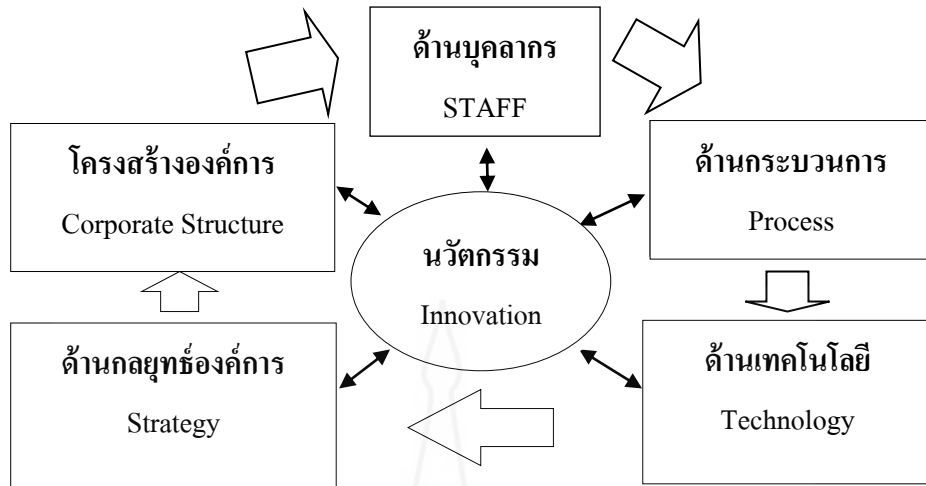 ด้านบุคลากร
STAFF
โครงสร้างองค์การ
Corporate Structure
ด้านกระบวนการ
Process
นวัตกรรม
Innovation
ด้านกลยุทธ์องค์การ
Strategy
ด้านเทคโนโลยี
Technology